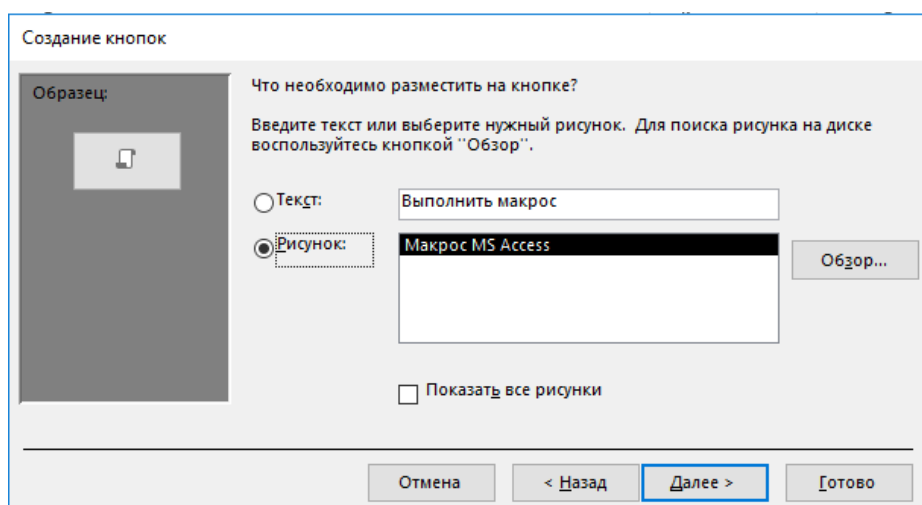 Создание кнопок
Образец:
Что необходимо разместить на кнопке?
Введите текст или выберите нужный рисунок. Для поиска рисунка на диске
воспользуйтесь кнопкой "Обзор".
Текст:
Выполнить макрос
Рисунок:
Макрос MS Access
Обзор...
Показать все рисунки
Отмена
< Назад
Далее >
Готово